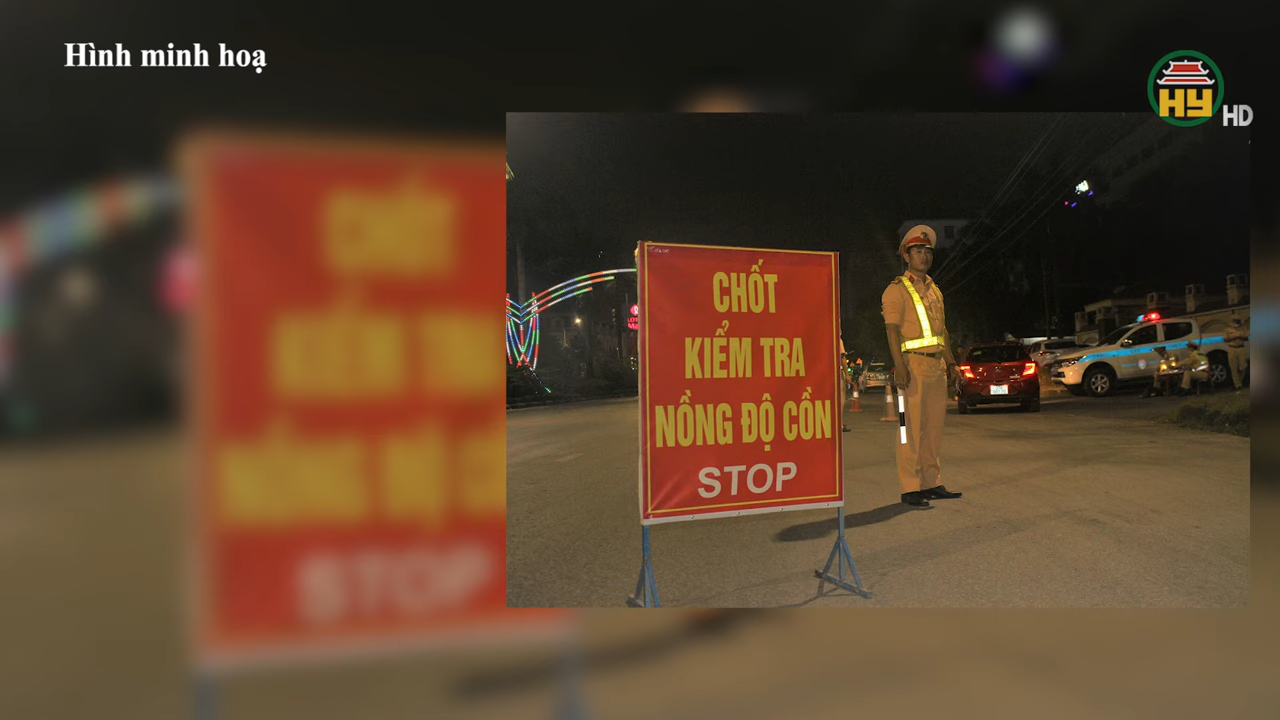 Hình minh hoạ
HY
HD
CHỐT
KIỂM TRA
NỒNG ĐỘ CỒN
STOP